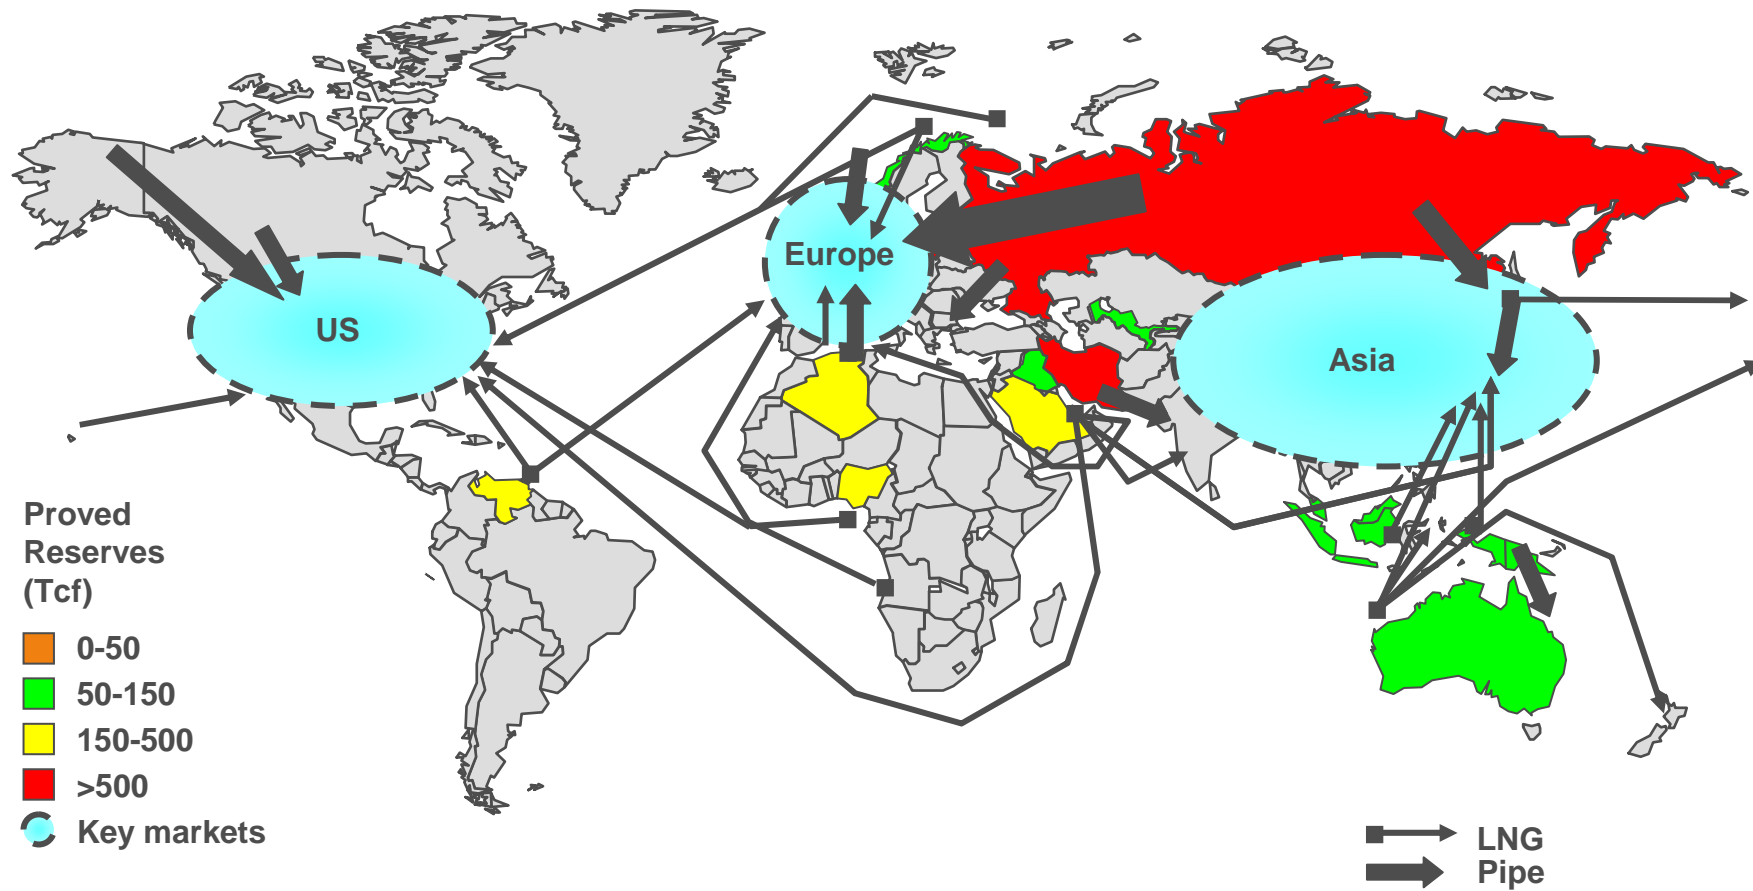 US
Europe
Asia
Proved
Reserves
(Tcf)
0-50
50-150
150-500
>500
Key markets
LNG
Pipe